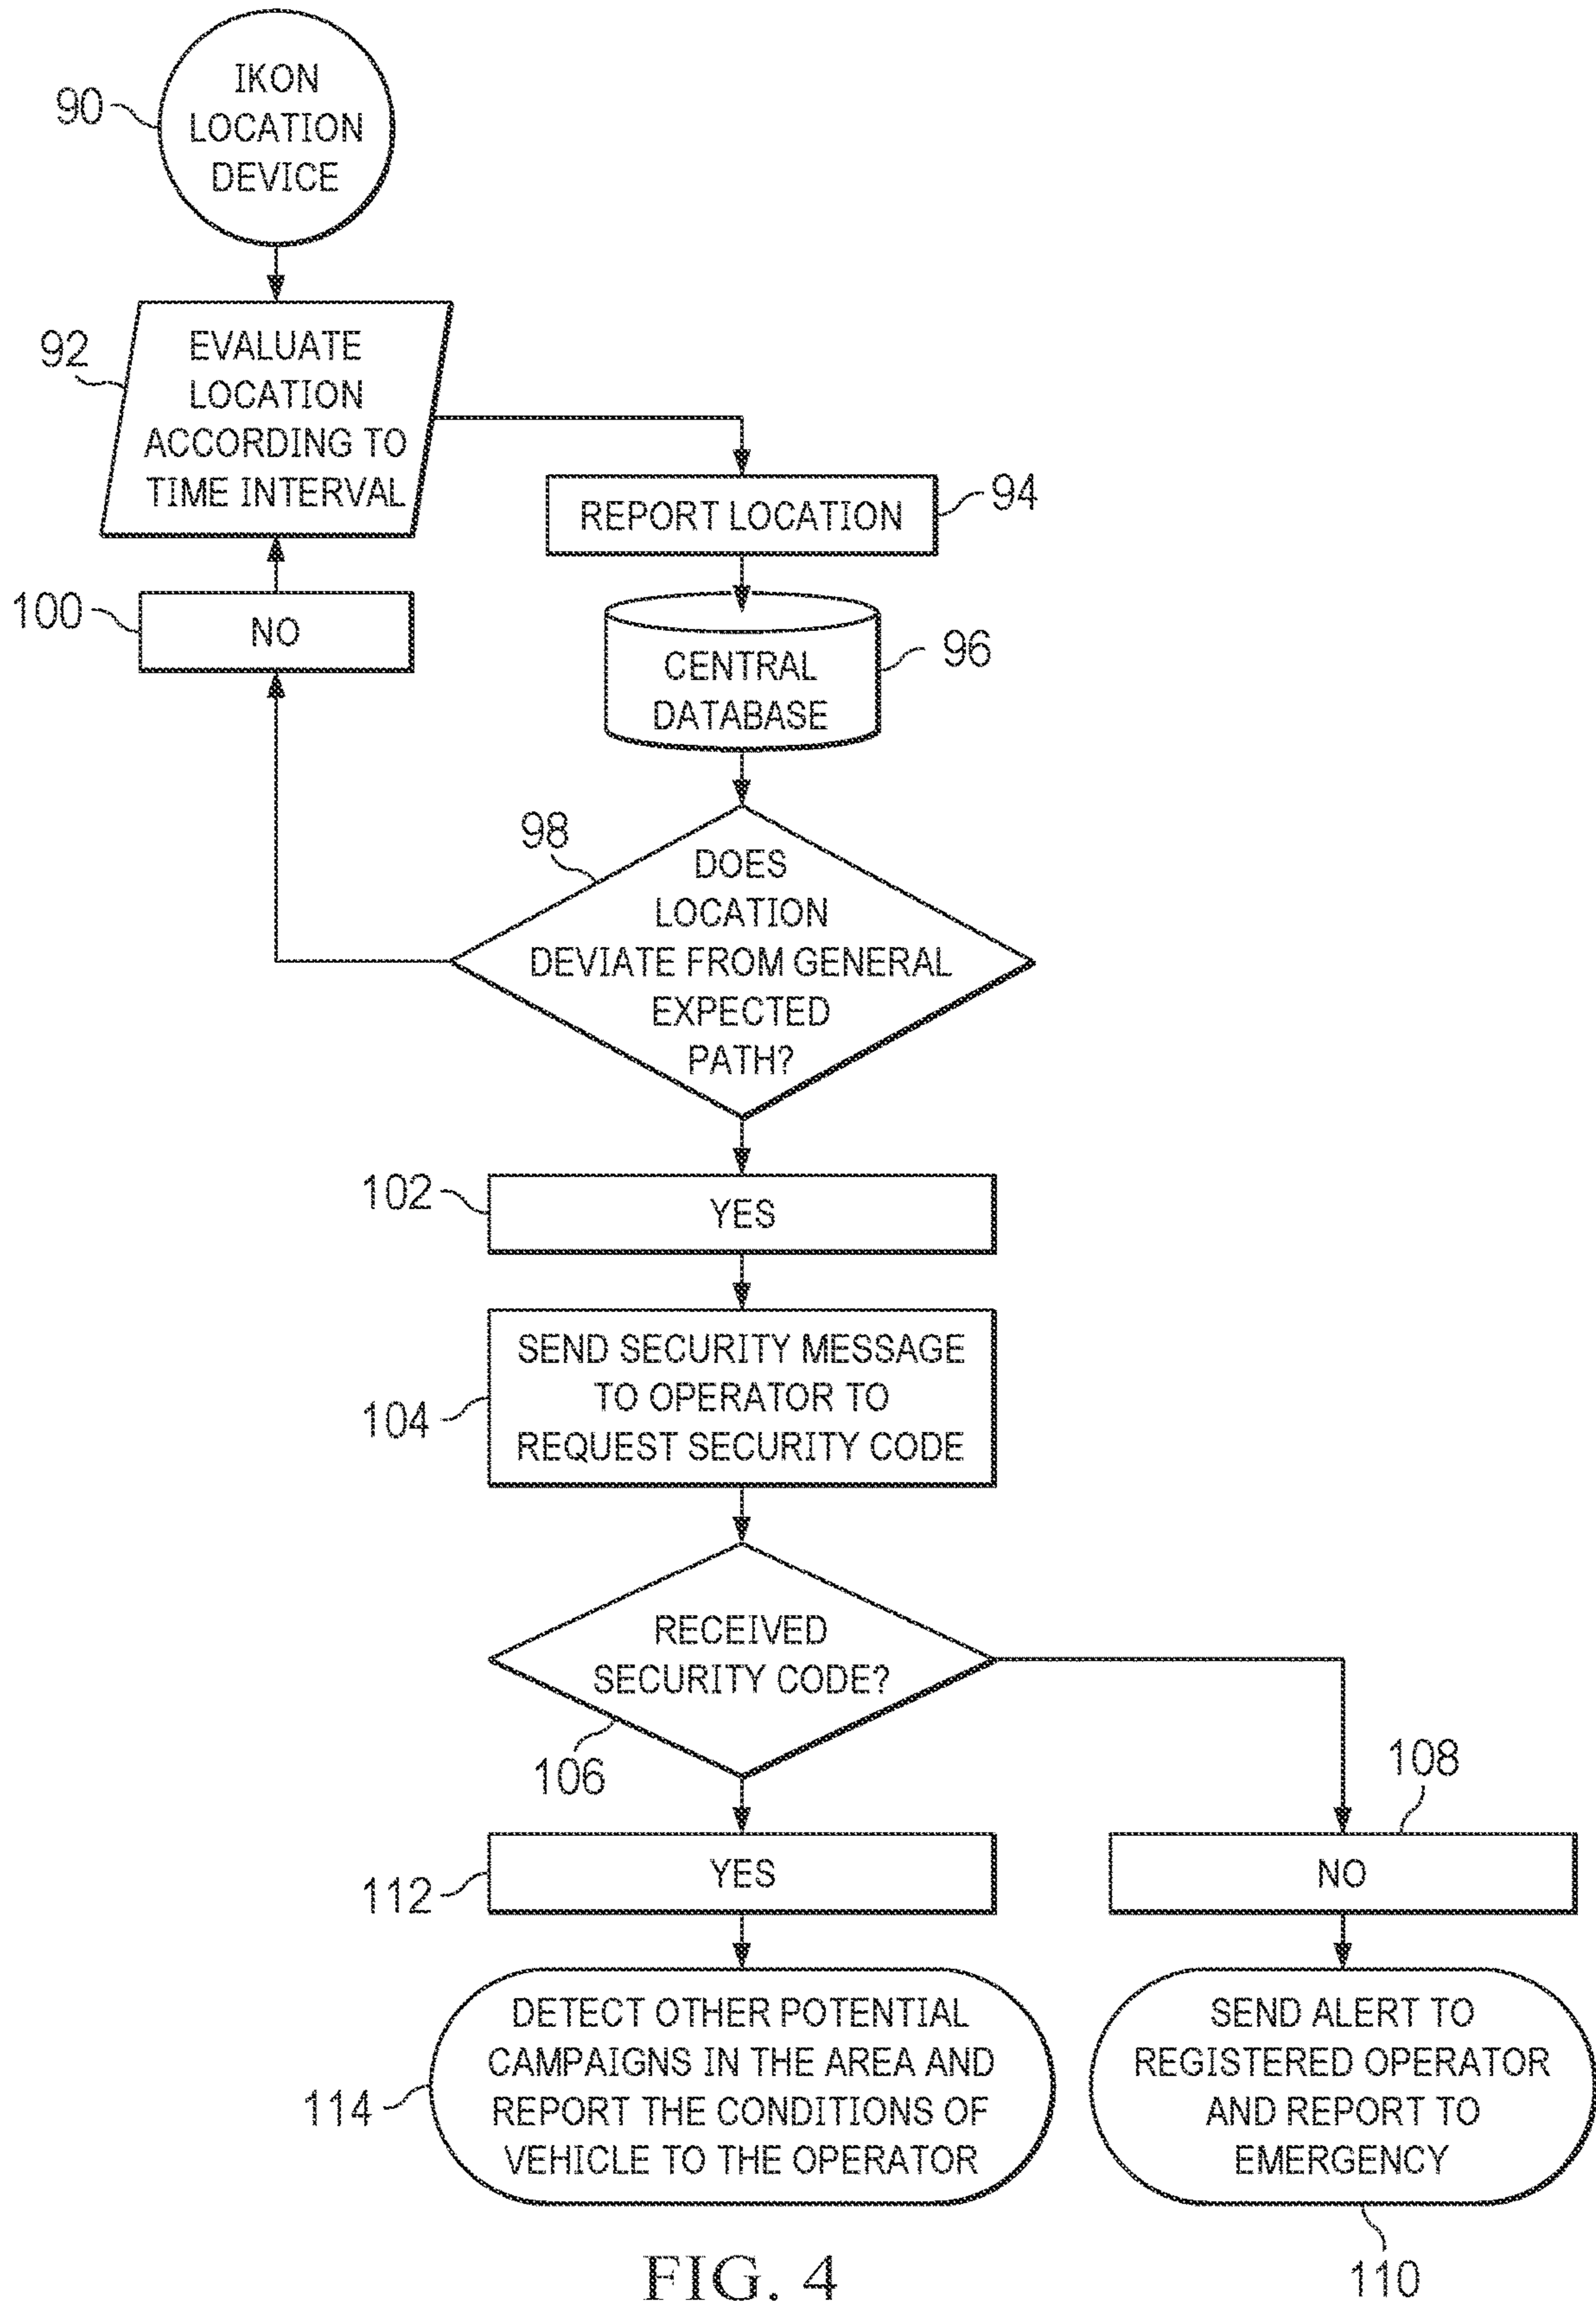 90
IKON
LOCATION
DEVICE
92
EVALUATE
LOCATION
ACCORDING TO
TIME INTERVAL
REPORT LOCATION
94
100
NO
CENTRAL
DATABASE
96
98
DOES
LOCATION
DEVIATE FROM GENERAL
EXPECTED
PATH?
102
YES
104
SEND SECURITY MESSAGE
TO OPERATOR TO
REQUEST SECURITY CODE
RECEIVED
SECURITY CODE?
106
108
112
YES
NO
114
DETECT OTHER POTENTIAL
CAMPAIGNS IN THE AREA AND
REPORT THE CONDITIONS OF
VEHICLE TO THE OPERATOR
SEND ALERT TO
REGISTERED OPERATOR
AND REPORT TO
EMERGENCY
110
FIG. 4